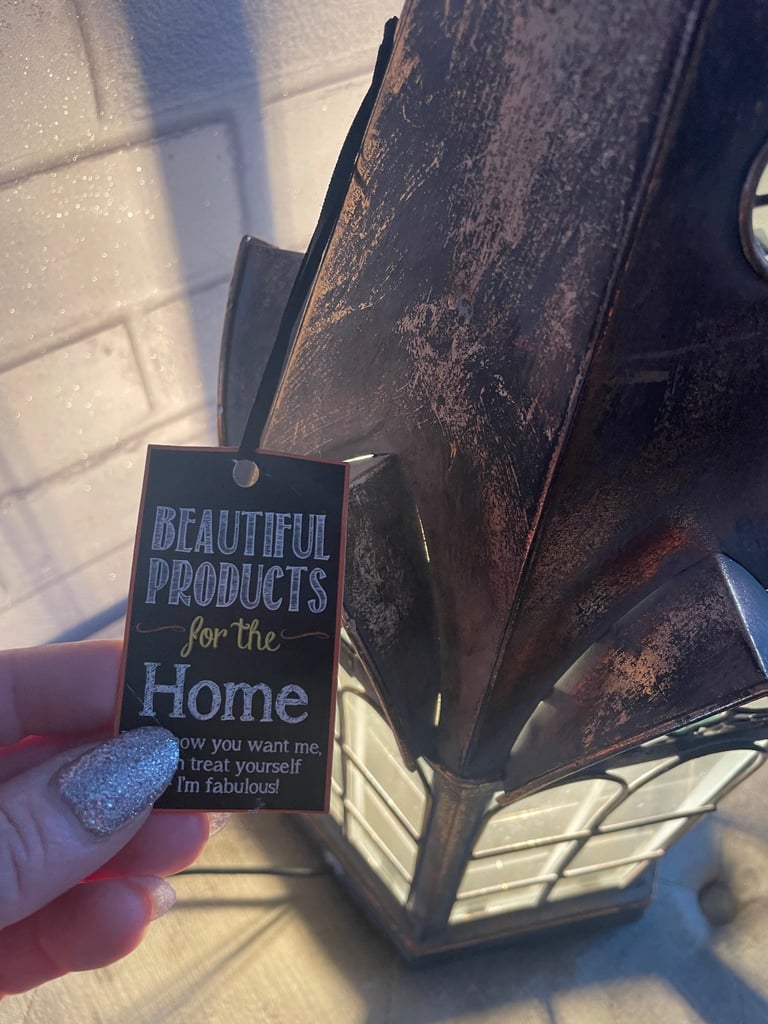 BEAUTIFUL
PRODUCTS
for the
Home
you want me,
treat yourself
I'm fabulous!